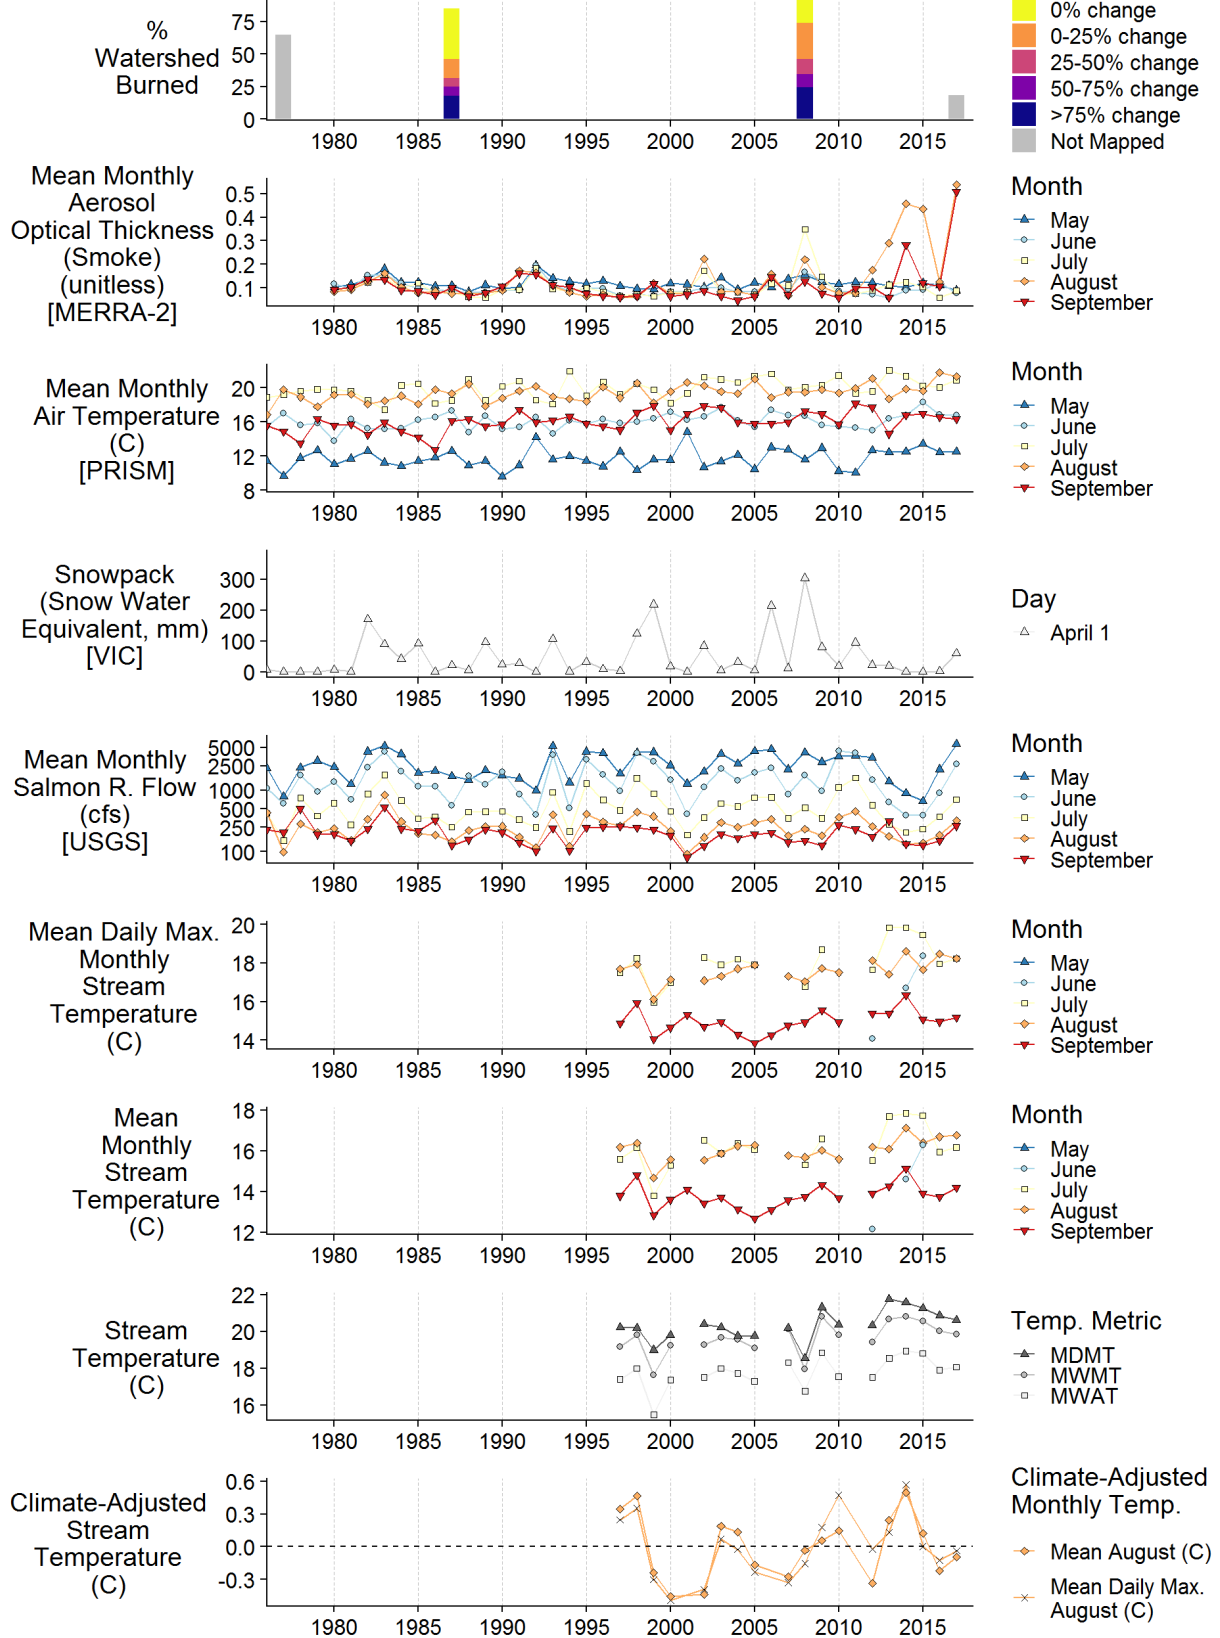 %
Watershed
Burned
75
50
25
0
1980 1985 1990 1995 2000 2005 2010 2015
0% change
0-25% change
25-50% change
50-75% change
>75% change
Not Mapped
Mean Monthly
Aerosol
Optical Thickness
(Smoke)
(unitless)
[MERRA-2]
0.5
0.4
0.3
0.2
0.1
1980 1985 1990 1995 2000 2005 2010 2015
Month
May
June
July
August
September
Mean Monthly
Air Temperature
(C)
[PRISM]
20
16
12
8
1980 1985 1990 1995 2000 2005 2010 2015
Month
May
June
July
August
September
Snowpack
(Snow Water
Equivalent, mm)
[VIC]
300
200
100
0
1980 1985 1990 1995 2000 2005 2010 2015
Day
April 1
Mean Monthly
Salmon R. Flow
(cfs)
[USGS]
5000
2500
1000
500
250
100
1980 1985 1990 1995 2000 2005 2010 2015
Month
May
June
July
August
September
Mean Daily Max.
Monthly
Stream
Temperature
(C)
20
18
16
14
1980 1985 1990 1995 2000 2005 2010 2015
Month
May
June
July
August
September
Mean
Monthly
Stream
Temperature
(C)
18
16
14
12
1980 1985 1990 1995 2000 2005 2010 2015
Month
May
June
July
August
September
Stream
Temperature
(C)
22
20
18
16
1980 1985 1990 1995 2000 2005 2010 2015
Temp. Metric
MDMT
MWMT
MWAT
Climate-Adjusted
Stream
Temperature
(C)
0.6
0.3
0.0
-0.3
1980 1985 1990 1995 2000 2005 2010 2015
Climate-Adjusted
Monthly Temp.
Mean August (C)
Mean Daily Max.
August (C)